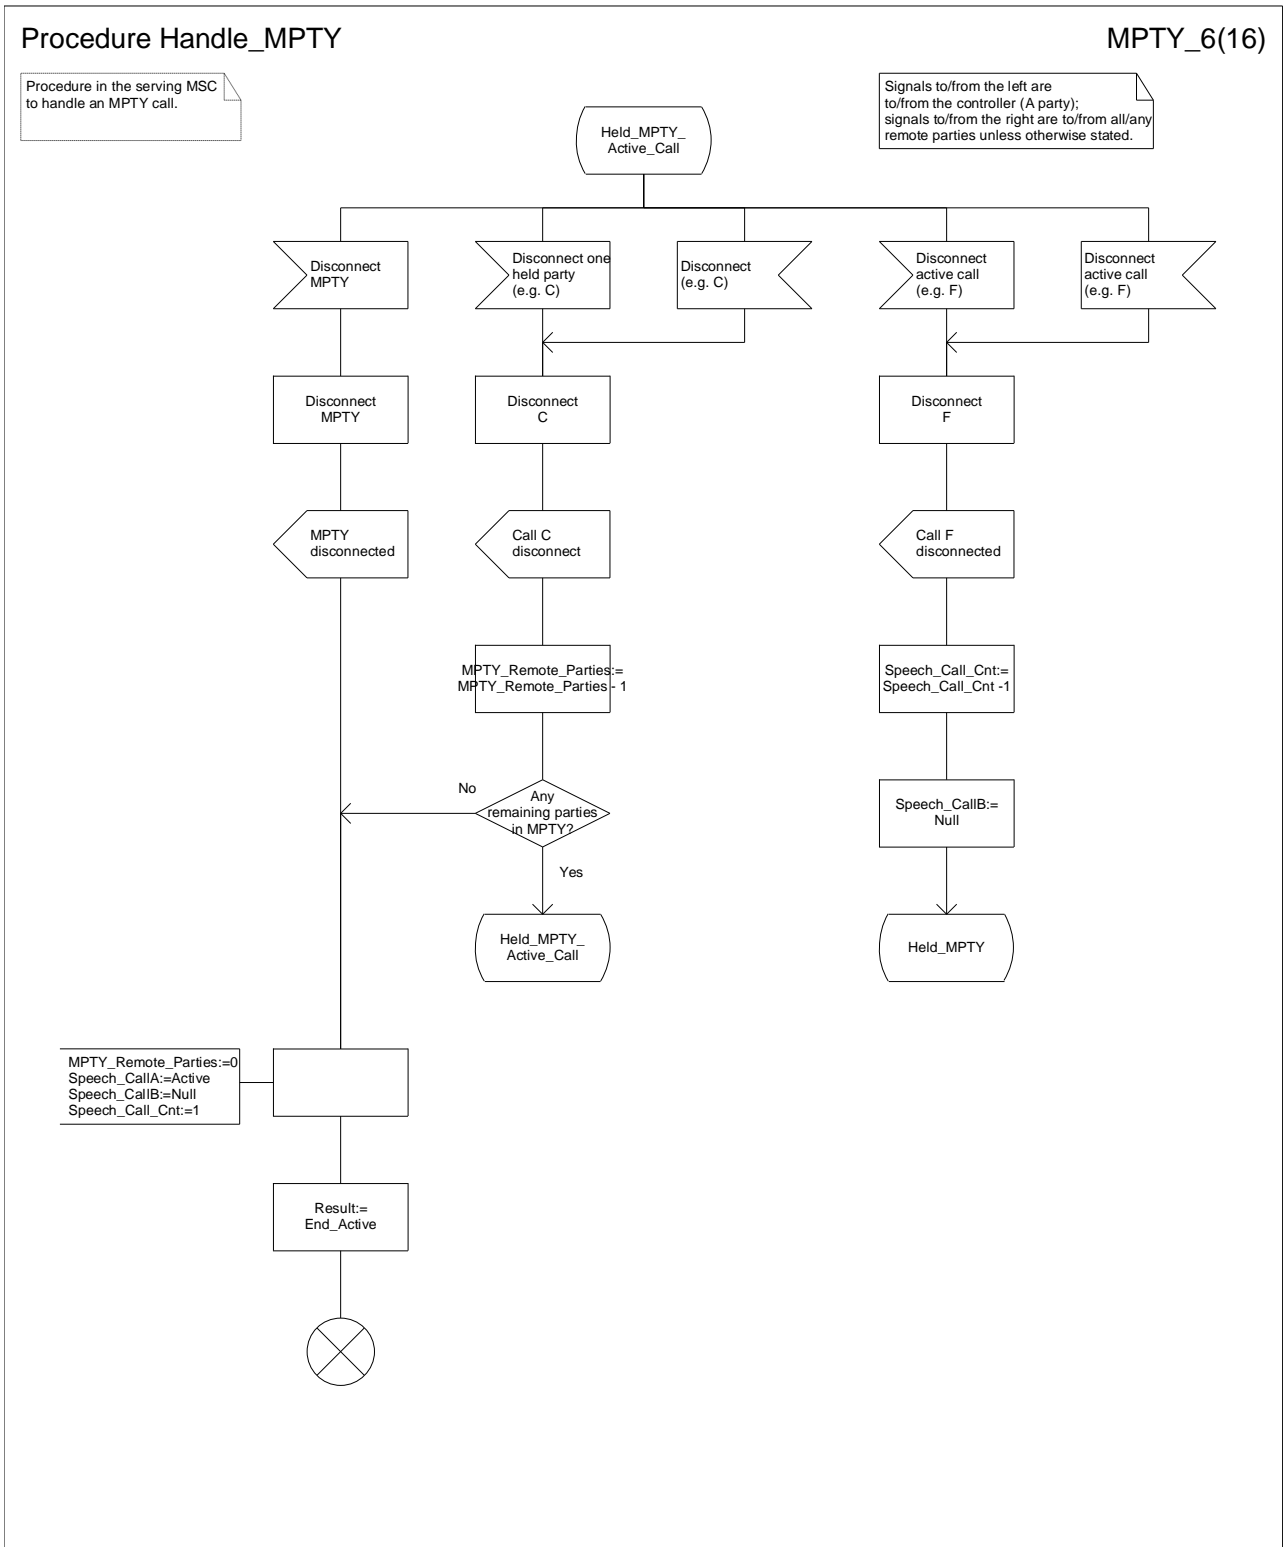 Procedure Handle_MPTY
MPTY_6(16)
Procedure in the serving MSC
to handle an MPTY call.
Signals to/from the left are
to/from the controller (A party);
signals to/from the right are to/from all/any
remote parties unless otherwise stated.
Held_MPTY_
Active_Call
Disconnect
MPTY
Disconnect one
held party
(e.g. C)
Disconnect
(e.g. C)
Disconnect
active call
(e.g. F)
Disconnect
active call
(e.g. F)
Disconnect
MPTY
Disconnect
C
Disconnect
F
MPTY
disconnected
Call C
disconnect
Call F
disconnected
MPTY_Remote_Parties:=
MPTY_Remote_Parties - 1
Speech_Call_Cnt:=
Speech_Call_Cnt -1
No
Any
remaining parties
in MPTY?
Yes
Speech_CallB:=
Null
Held_MPTY_
Active_Call
Held_MPTY
MPTY_Remote_Parties:=0
Speech_CallA:=Active
Speech_CallB:=Null
Speech_Call_Cnt:=1
Result:=
End_Active